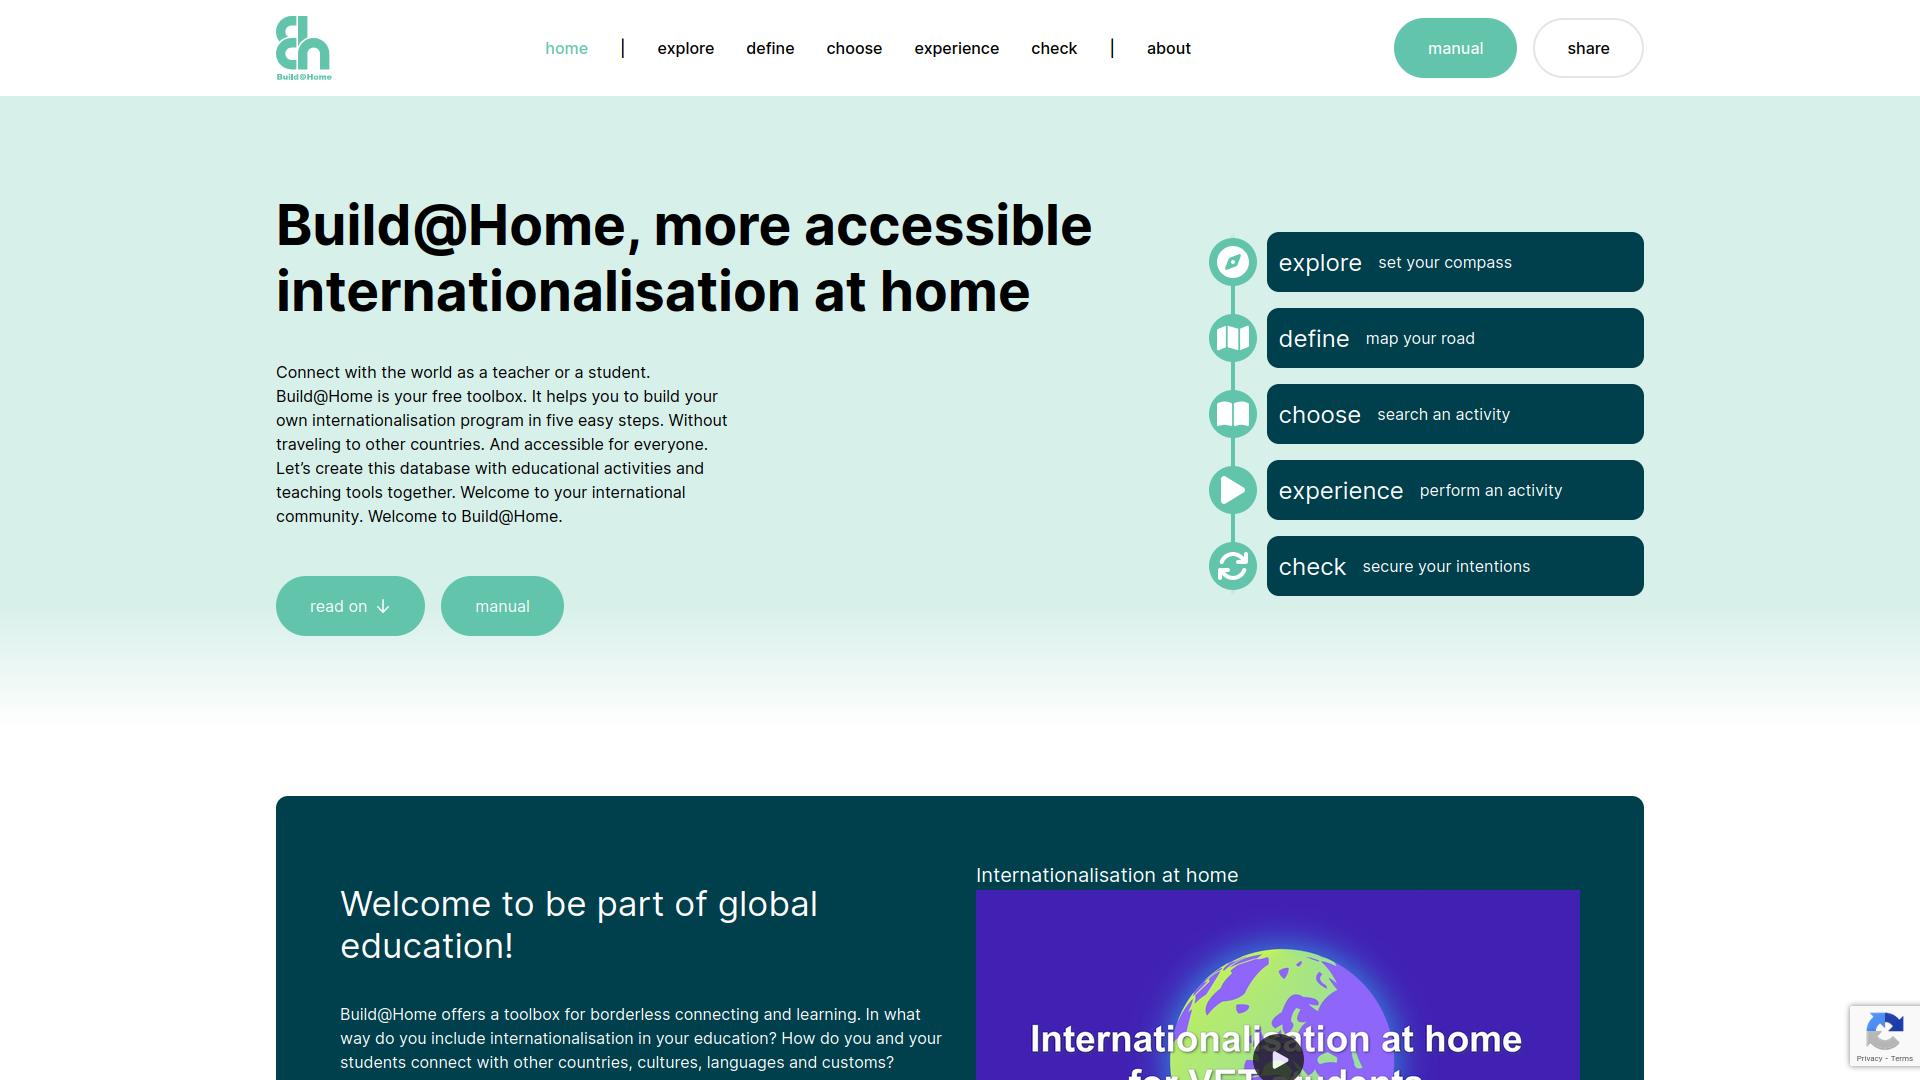 Build@Home
home | explore define choose experience check | about
manual
share
Build@Home, more accessible
internationalisation at home
Connect with the world as a teacher or a student.
Build@Home is your free toolbox. It helps you to build your
own internationalisation program in five easy steps. Without
traveling to other countries. And accessible for everyone.
Let’s create this database with educational activities and
teaching tools together. Welcome to your international
community. Welcome to Build@Home.
read on ↓
manual
explore set your compass
define map your road
choose search an activity
experience perform an activity
check secure your intentions
Welcome to be part of global
education!
Build@Home offers a toolbox for borderless connecting and learning. In what
way do you include internationalisation in your education? How do you and your
students connect with other countries, cultures, languages and customs?
Internationalisation at home
Internationalisation at home
for VET students
Privacy - Terms